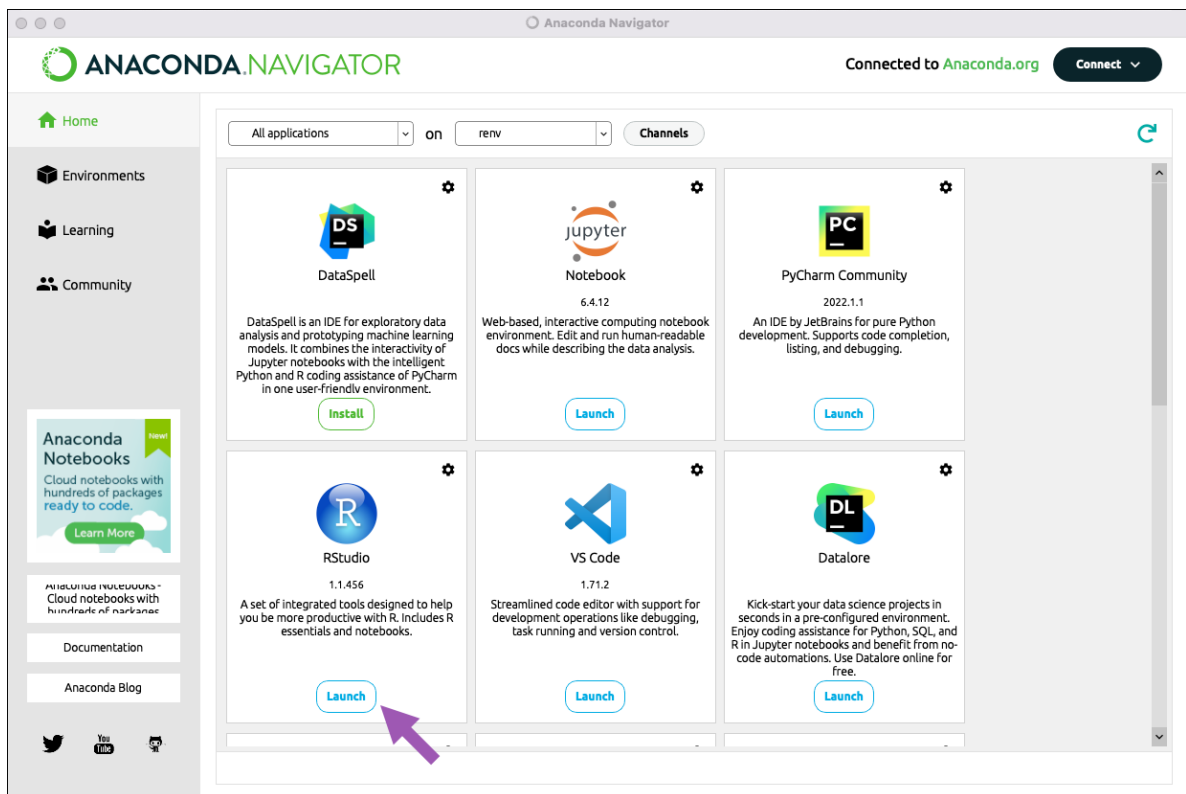 Anaconda Navigator
ANACONDA.NAVIGATOR
Connected to Anaconda.org
Connect
Home
Environments
Learning
Community
Anaconda
Notebooks
New!
Cloud notebooks with
hundreds of packages
ready to code.
Learn More
Anaconda Notebooks -
Cloud notebooks with
hundreds of packages
Documentation
Anaconda Blog
You
Tube
All applications
on
renv
Channels
DS
DataSpell
DataSpell is an IDE for exploratory data
analysis and prototyping machine learning
models. It combines the interactivity of
Jupyter notebooks with the intelligent
Python and R coding assistance of PyCharm
in one user-friendly environment.
Install
jupyter
Notebook
6.4.12
Web-based, interactive computing notebook
environment. Edit and run human-readable
docs while describing the data analysis.
Launch
PC
PyCharm Community
2022.1.1
An IDE by JetBrains for pure Python
development. Supports code completion,
listing, and debugging.
Launch
R
RStudio
1.1.456
A set of integrated tools designed to help
you be more productive with R. Includes R
essentials and notebooks.
Launch
VS Code
1.71.2
Streamlined code editor with support for
development operations like debugging,
task running and version control.
Launch
DL
Datalore
Kick-start your data science projects in
seconds in a pre-configured environment.
Enjoy coding assistance for Python, SQL, and
R in Jupyter notebooks and benefit from no-
code automations. Use Datalore online for
free.
Launch